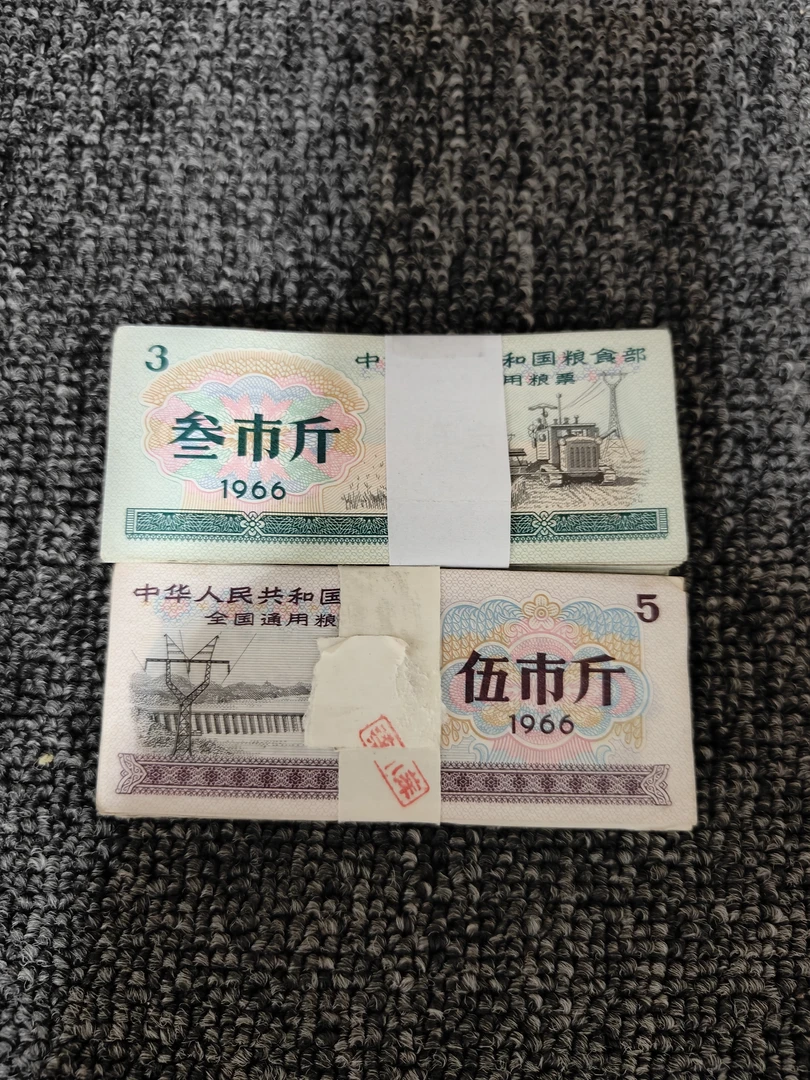 3
中
和国粮食部
用粮票
叁市斤
1966
中华人民共和国
全国通用粮
5
伍市斤
1966